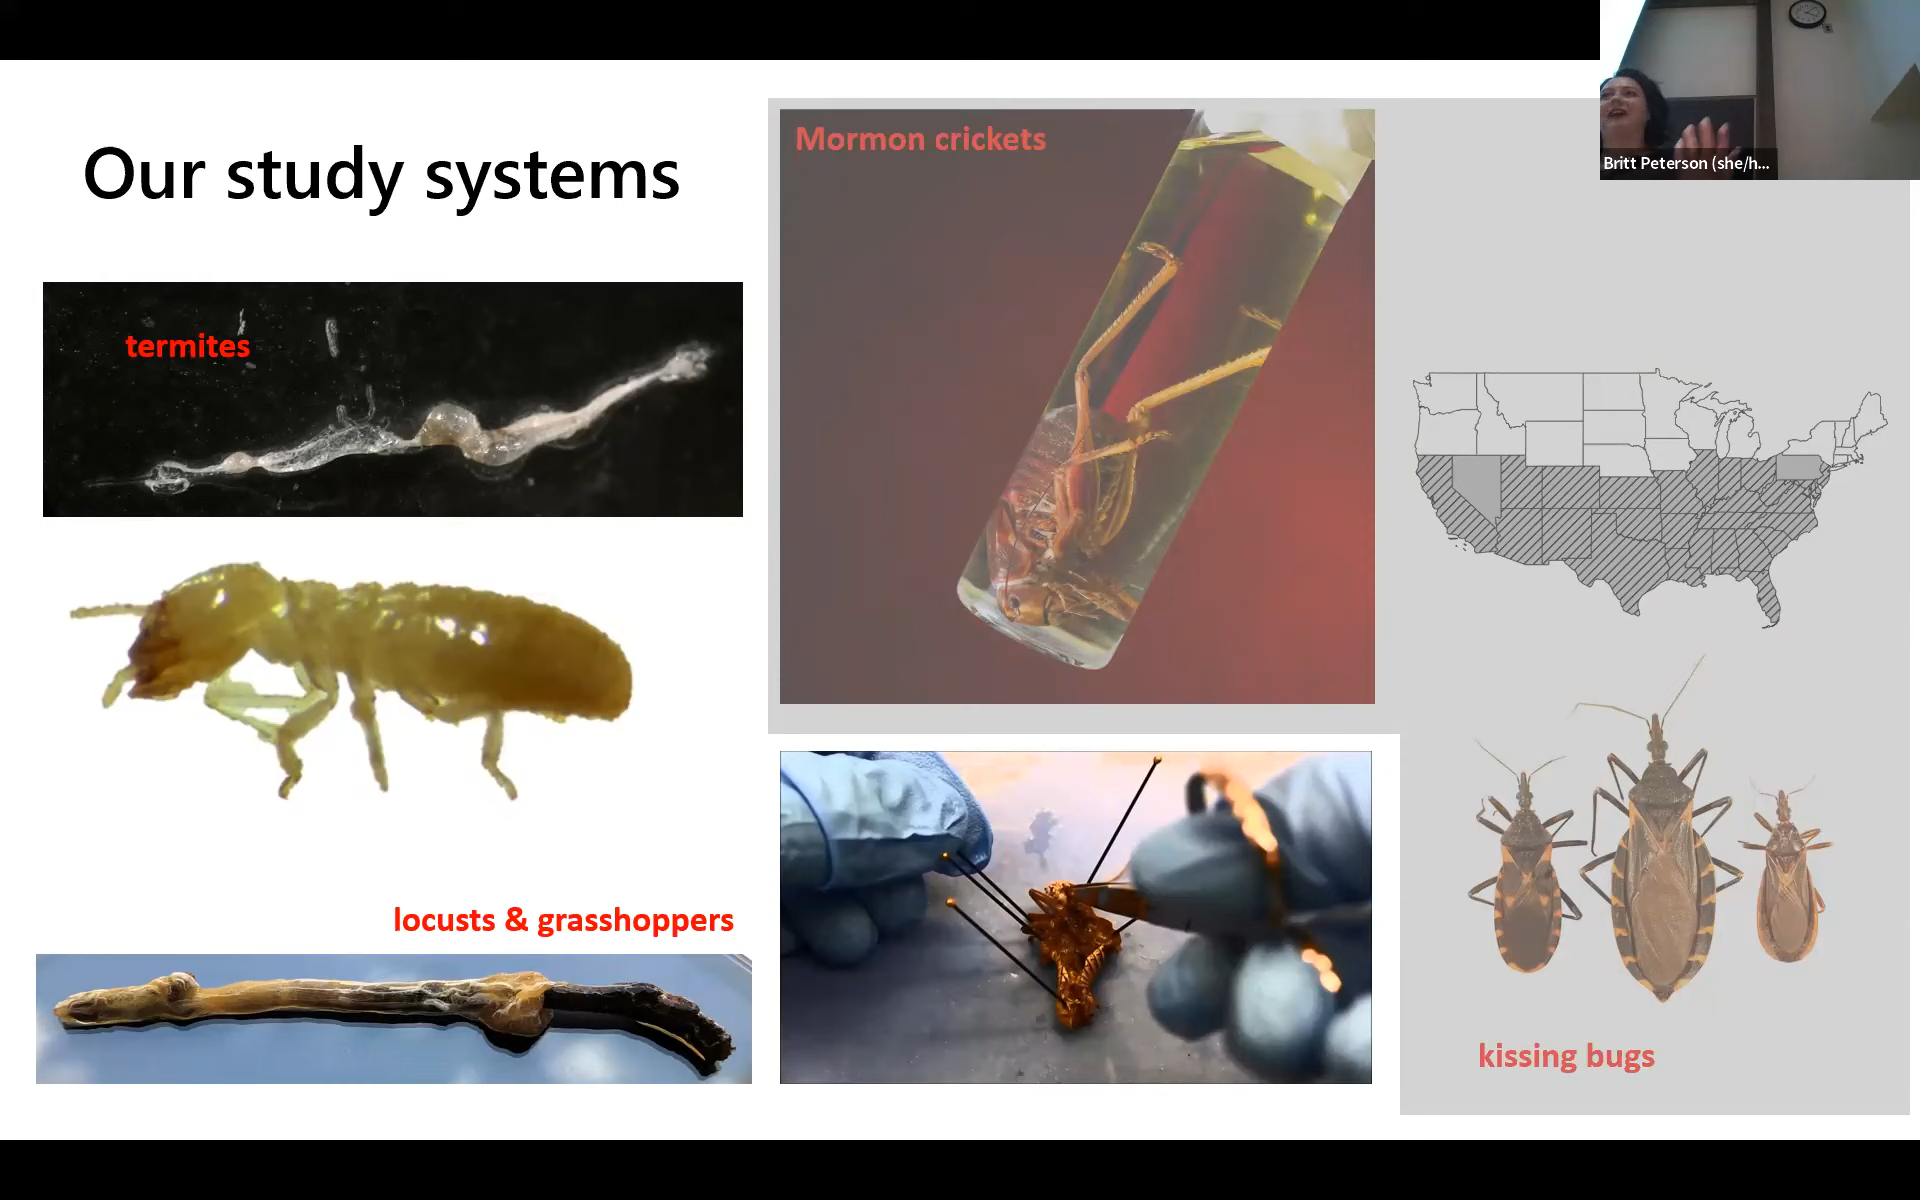 Our study systems
Mormon crickets
Britt Peterson (she/h...
termites
locusts & grasshoppers
kissing bugs